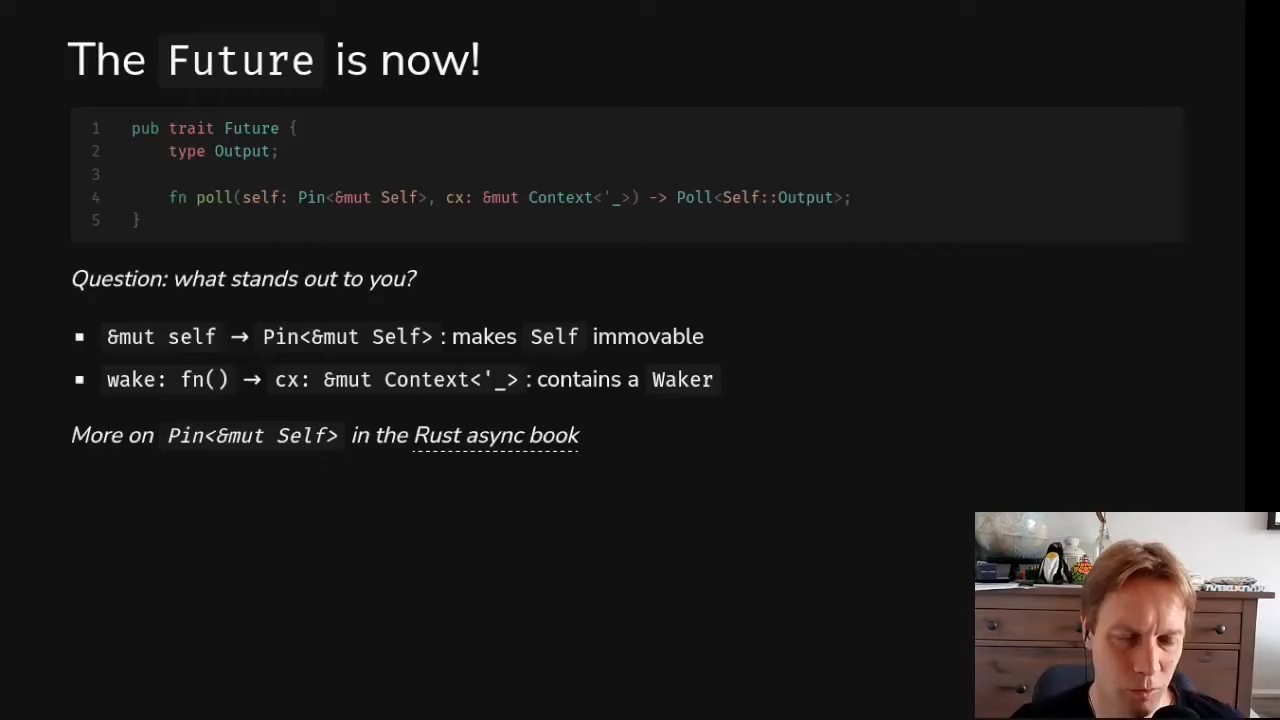 The Future is now!
1 pub trait Future {
2 type Output;
3
4 fn poll(self: Pin<&mut Self>, cx: &mut Context<'_>) -> Poll<Self::Output>;
5 }
Question: what stands out to you?
▪ &mut self → Pin<&mut Self> : makes Self immovable
▪ wake: fn() → cx: &mut Context<'_> : contains a Waker
More on Pin<&mut Self> in the Rust async book